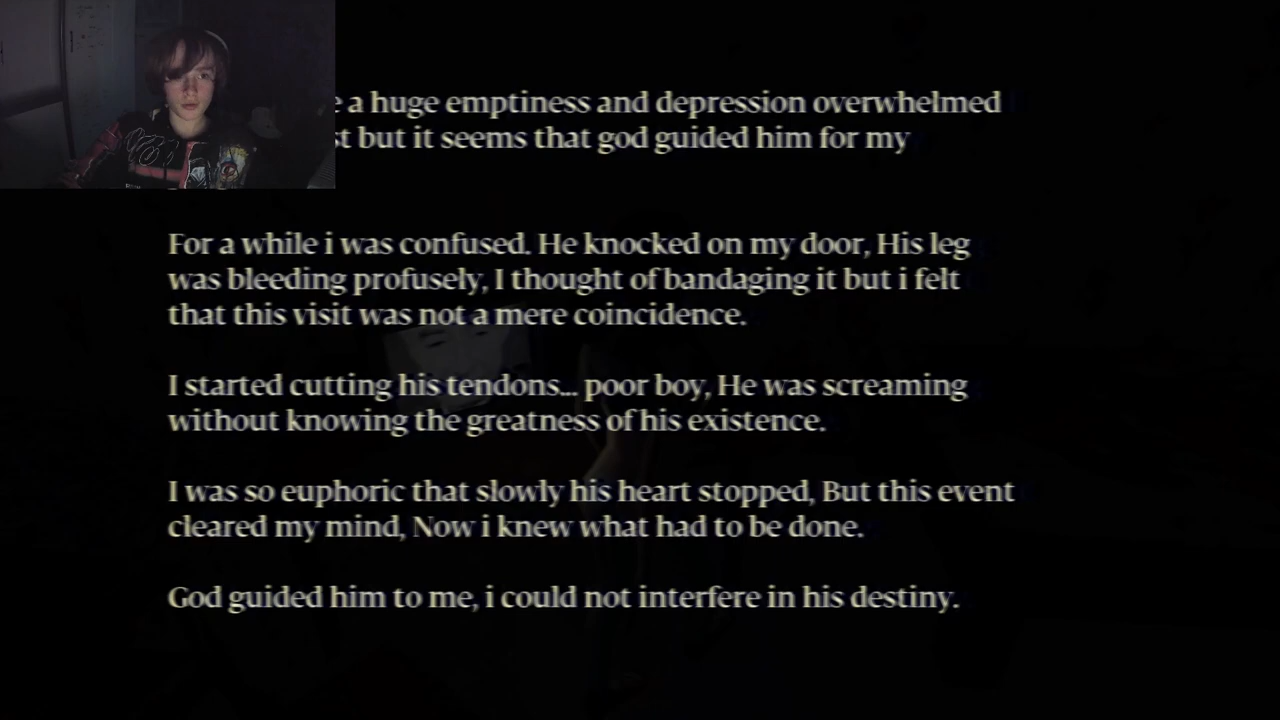 a huge emptiness and depression overwhelmed
but it seems that god guided him for my
For a while i was confused. He knocked on my door, His leg
was bleeding profusely, I thought of bandaging it but i felt
that this visit was not a mere coincidence.
I started cutting his tendons... poor boy, He was screaming
without knowing the greatness of his existence.
I was so euphoric that slowly his heart stopped, But this event
cleared my mind, Now i knew what had to be done.
God guided him to me, i could not interfere in his destiny.